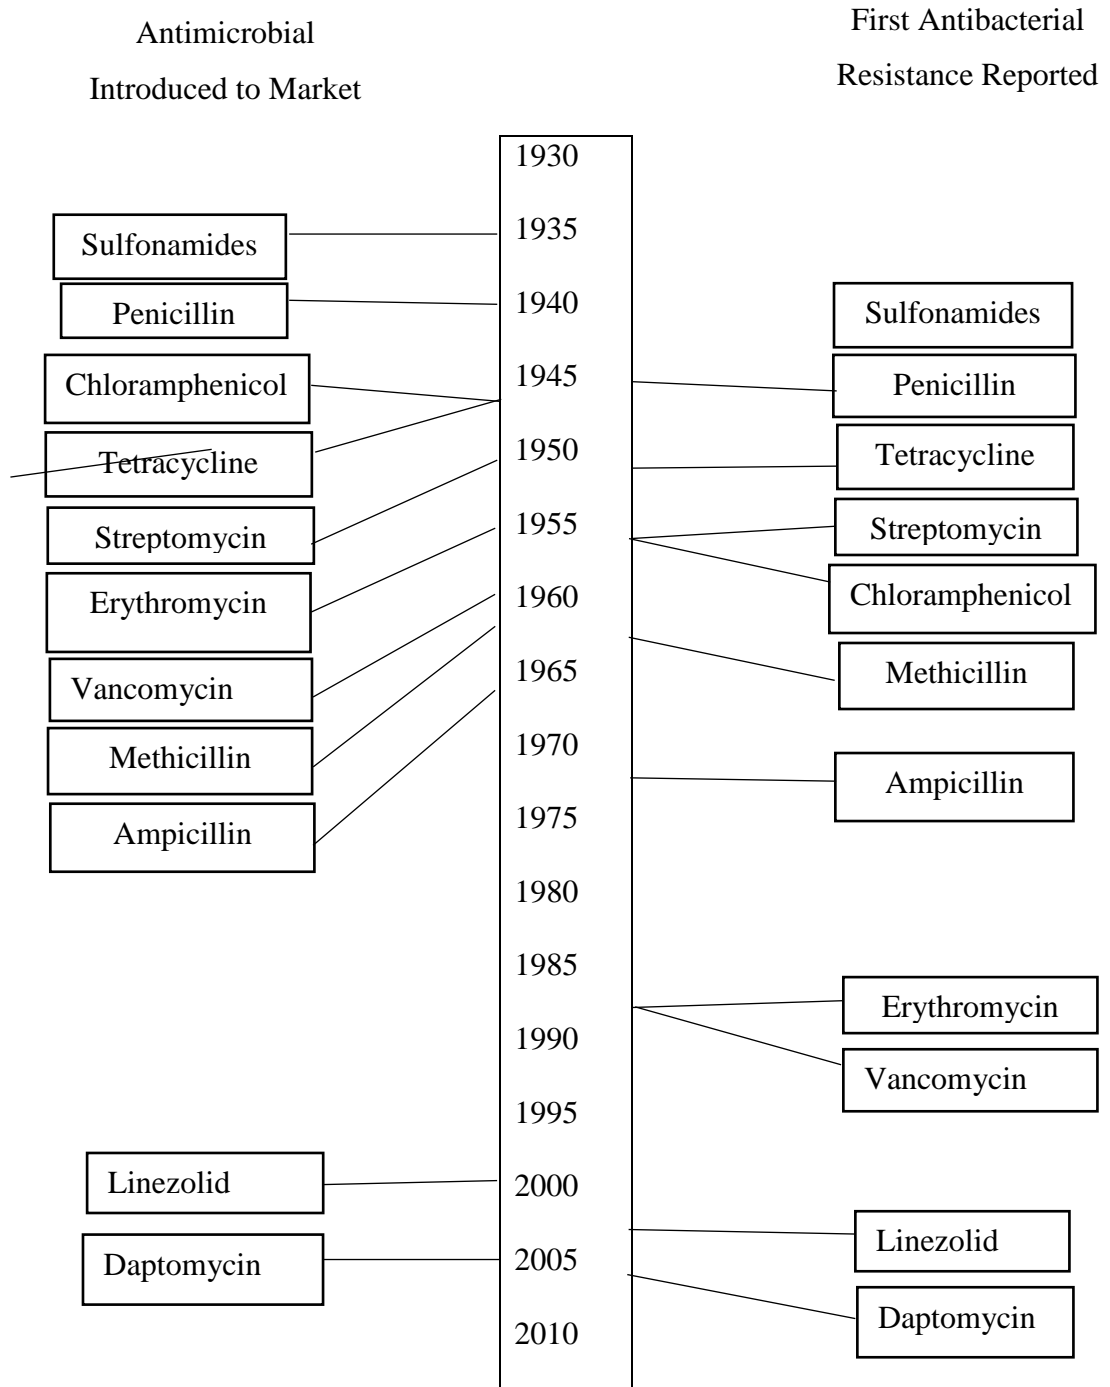 Antimicrobial
Introduced to Market
First Antibacterial
Resistance Reported
1930
1935
1940
1945
1950
1955
1960
1965
1970
1975
1980
1985
1990
1995
2000
2005
2010
Sulfonamides
Penicillin
Chloramphenicol
Tetracycline
Streptomycin
Erythromycin
Vancomycin
Methicillin
Ampicillin
Linezolid
Daptomycin
Sulfonamides
Penicillin
Tetracycline
Streptomycin
Chloramphenicol
Methicillin
Ampicillin
Erythromycin
Vancomycin
Linezolid
Daptomycin